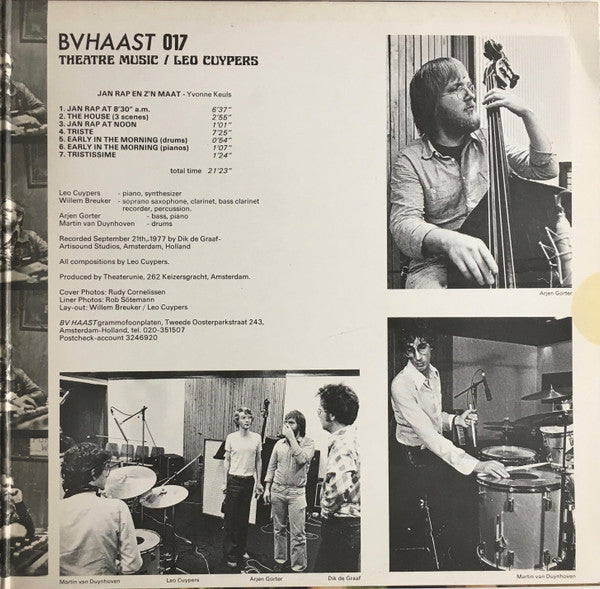 BVHAAST 017
THEATRE MUSIC / LEO CUYPERS
JAN RAP EN Z'N MAAT - Yvonne Keuls
1. JAN RAP AT 8'30" a.m. 6'37"
2. THE HOUSE (3 scenes) 2'55"
3. JAN RAP AT NOON 1'01"
4. TRISTE 7'25"
5. EARLY IN THE MORNING (drums) 0'54"
6. EARLY IN THE MORNING (pianos) 1'07"
7. TRISTISSIME 1'24"
total time 21'23"
Leo Cuypers - piano, synthesizer
Willem Breuker - soprano saxophone, clarinet, bass clarinet
recorder, percussion.
Arjen Gorter - bass, piano
Martin van Duynhoven - drums
Recorded September 21th, 1977 by Dik de Graaf-
Artisound Studios, Amsterdam, Holland
All compositions by Leo Cuypers.
Produced by Theaterunie, 262 Keizersgracht, Amsterdam.
Cover Photos: Rudy Cornelissen
Liner Photos: Rob Sötemann
Lay-out: Willem Breuker / Leo Cuypers
BV HAAST grammofoonplaten, Tweede Oosterparkstraat 243,
Amsterdam-Holland, tel. 020-351507
Postcheck-account 3246920
Arjen Gorter
Martin van Duynhoven Leo Cuypers Arjen Gorter Dik de Graaf
Martin van Duynhoven